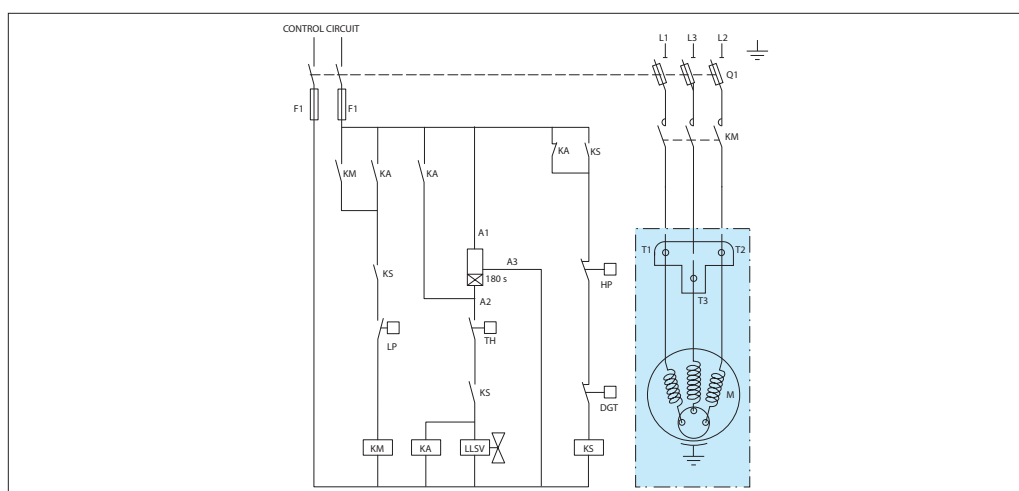 CONTROL CIRCUIT
L1 L3 L2
Q1
F1 F1
KM
KA KS
KM KA KA
A1
A3
T1 T2
KS
180 s
HP
A2
T3
LP TH
KS
M
DGT
KM KA LLSV KS